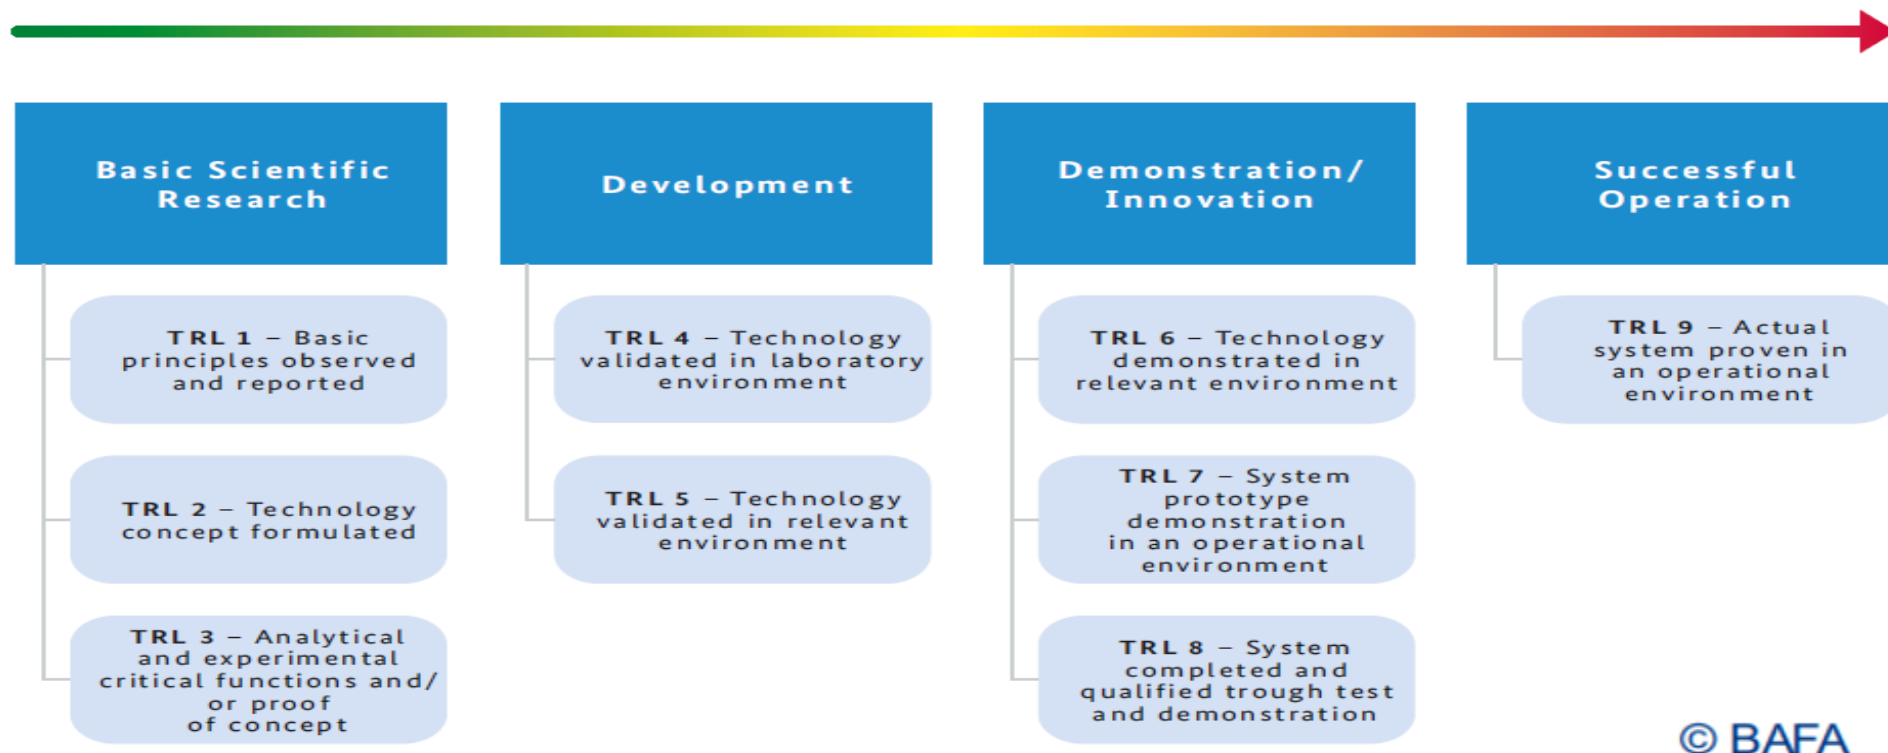 Basic Scientific
Research
TRL 1 – Basic
principles observed
and reported
TRL 2 – Technology
concept formulated
TRL 3 – Analytical
and experimental
critical functions and/
or proof
of concept
Development
TRL 4 – Technology
validated in laboratory
environment
TRL 5 – Technology
validated in relevant
environment
Demonstration/
Innovation
TRL 6 – Technology
demonstrated in
relevant environment
TRL 7 – System
prototype
demonstration
in an operational
environment
TRL 8 – System
completed and
qualified trough test
and demonstration
Successful
Operation
TRL 9 – Actual
system proven in
an operational
environment
© BAFA